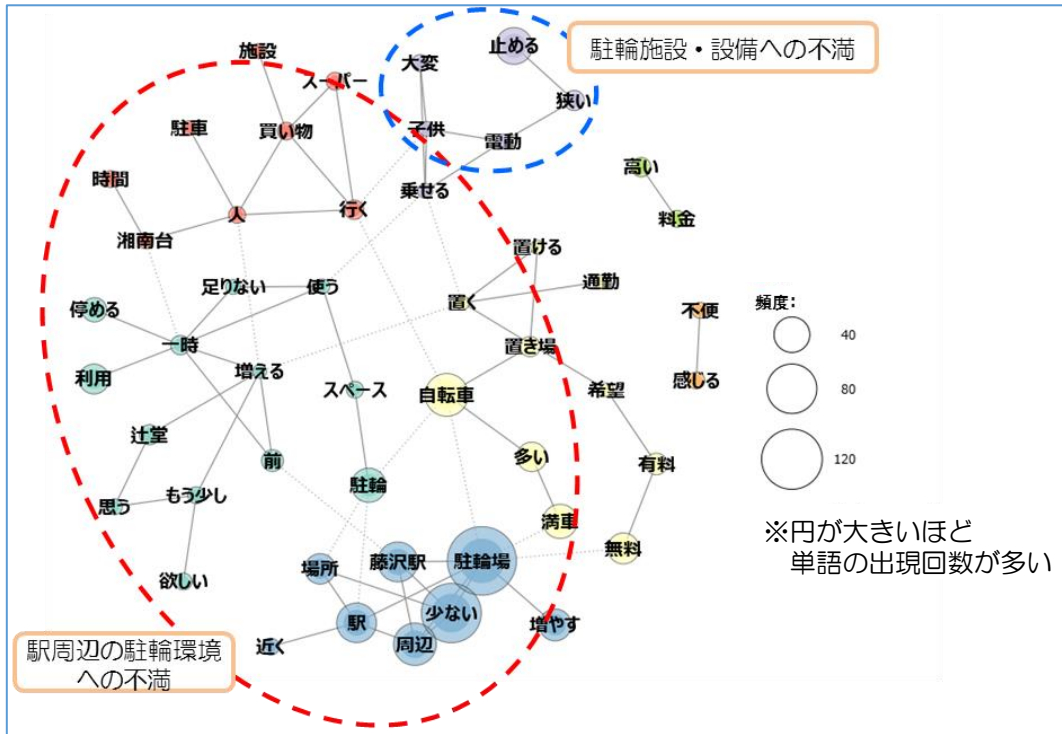 施設
スーパー
駐車
買い物
時間
人
行く
湘南台
大変
止める
狭い
子供
電動
乗せる
駐輪施設・設備への不満
高い
料金
置ける
通勤
置く
置き場
不便
感じる
希望
有料
無料
足りない
使う
停める
一時
利用
増える
スペース
辻堂
前
思う
もう少し
欲しい
駐輪
自転車
多い
満車
場所
藤沢駅
駐輪場
少ない
駅
周辺
近く
増やす
駅周辺の駐輪環境
への不満
頻度:
40
80
120
※円が大きいほど
単語の出現回数が多い